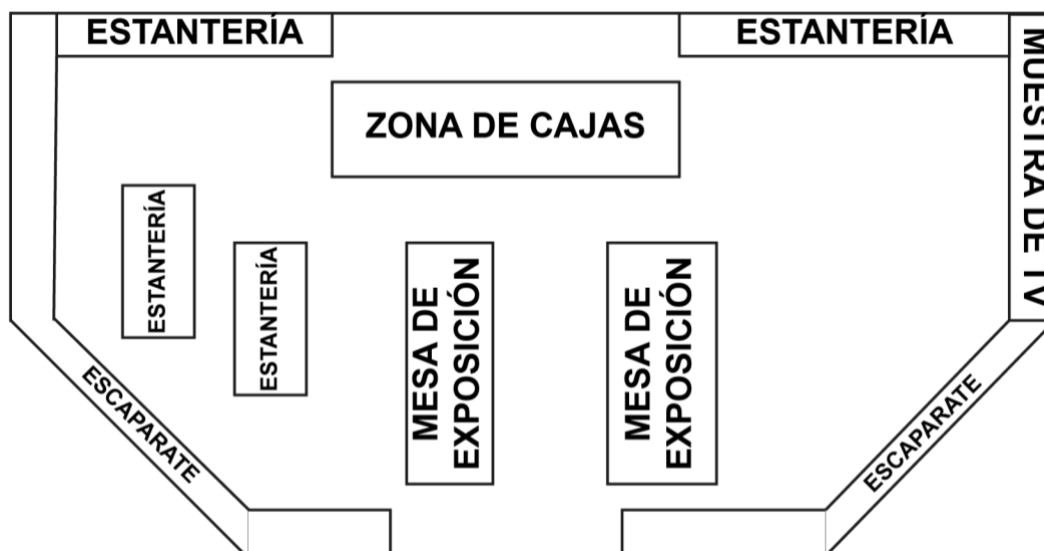 ESTANTERÍA
ESTANTERÍA
MUESTRA DE TV
ZONA DE CAJAS
ESTANTERÍA
ESTANTERÍA
MESA DE
EXPOSICIÓN
MESA DE
EXPOSICIÓN
ESCAPARATE
ESCAPARATE